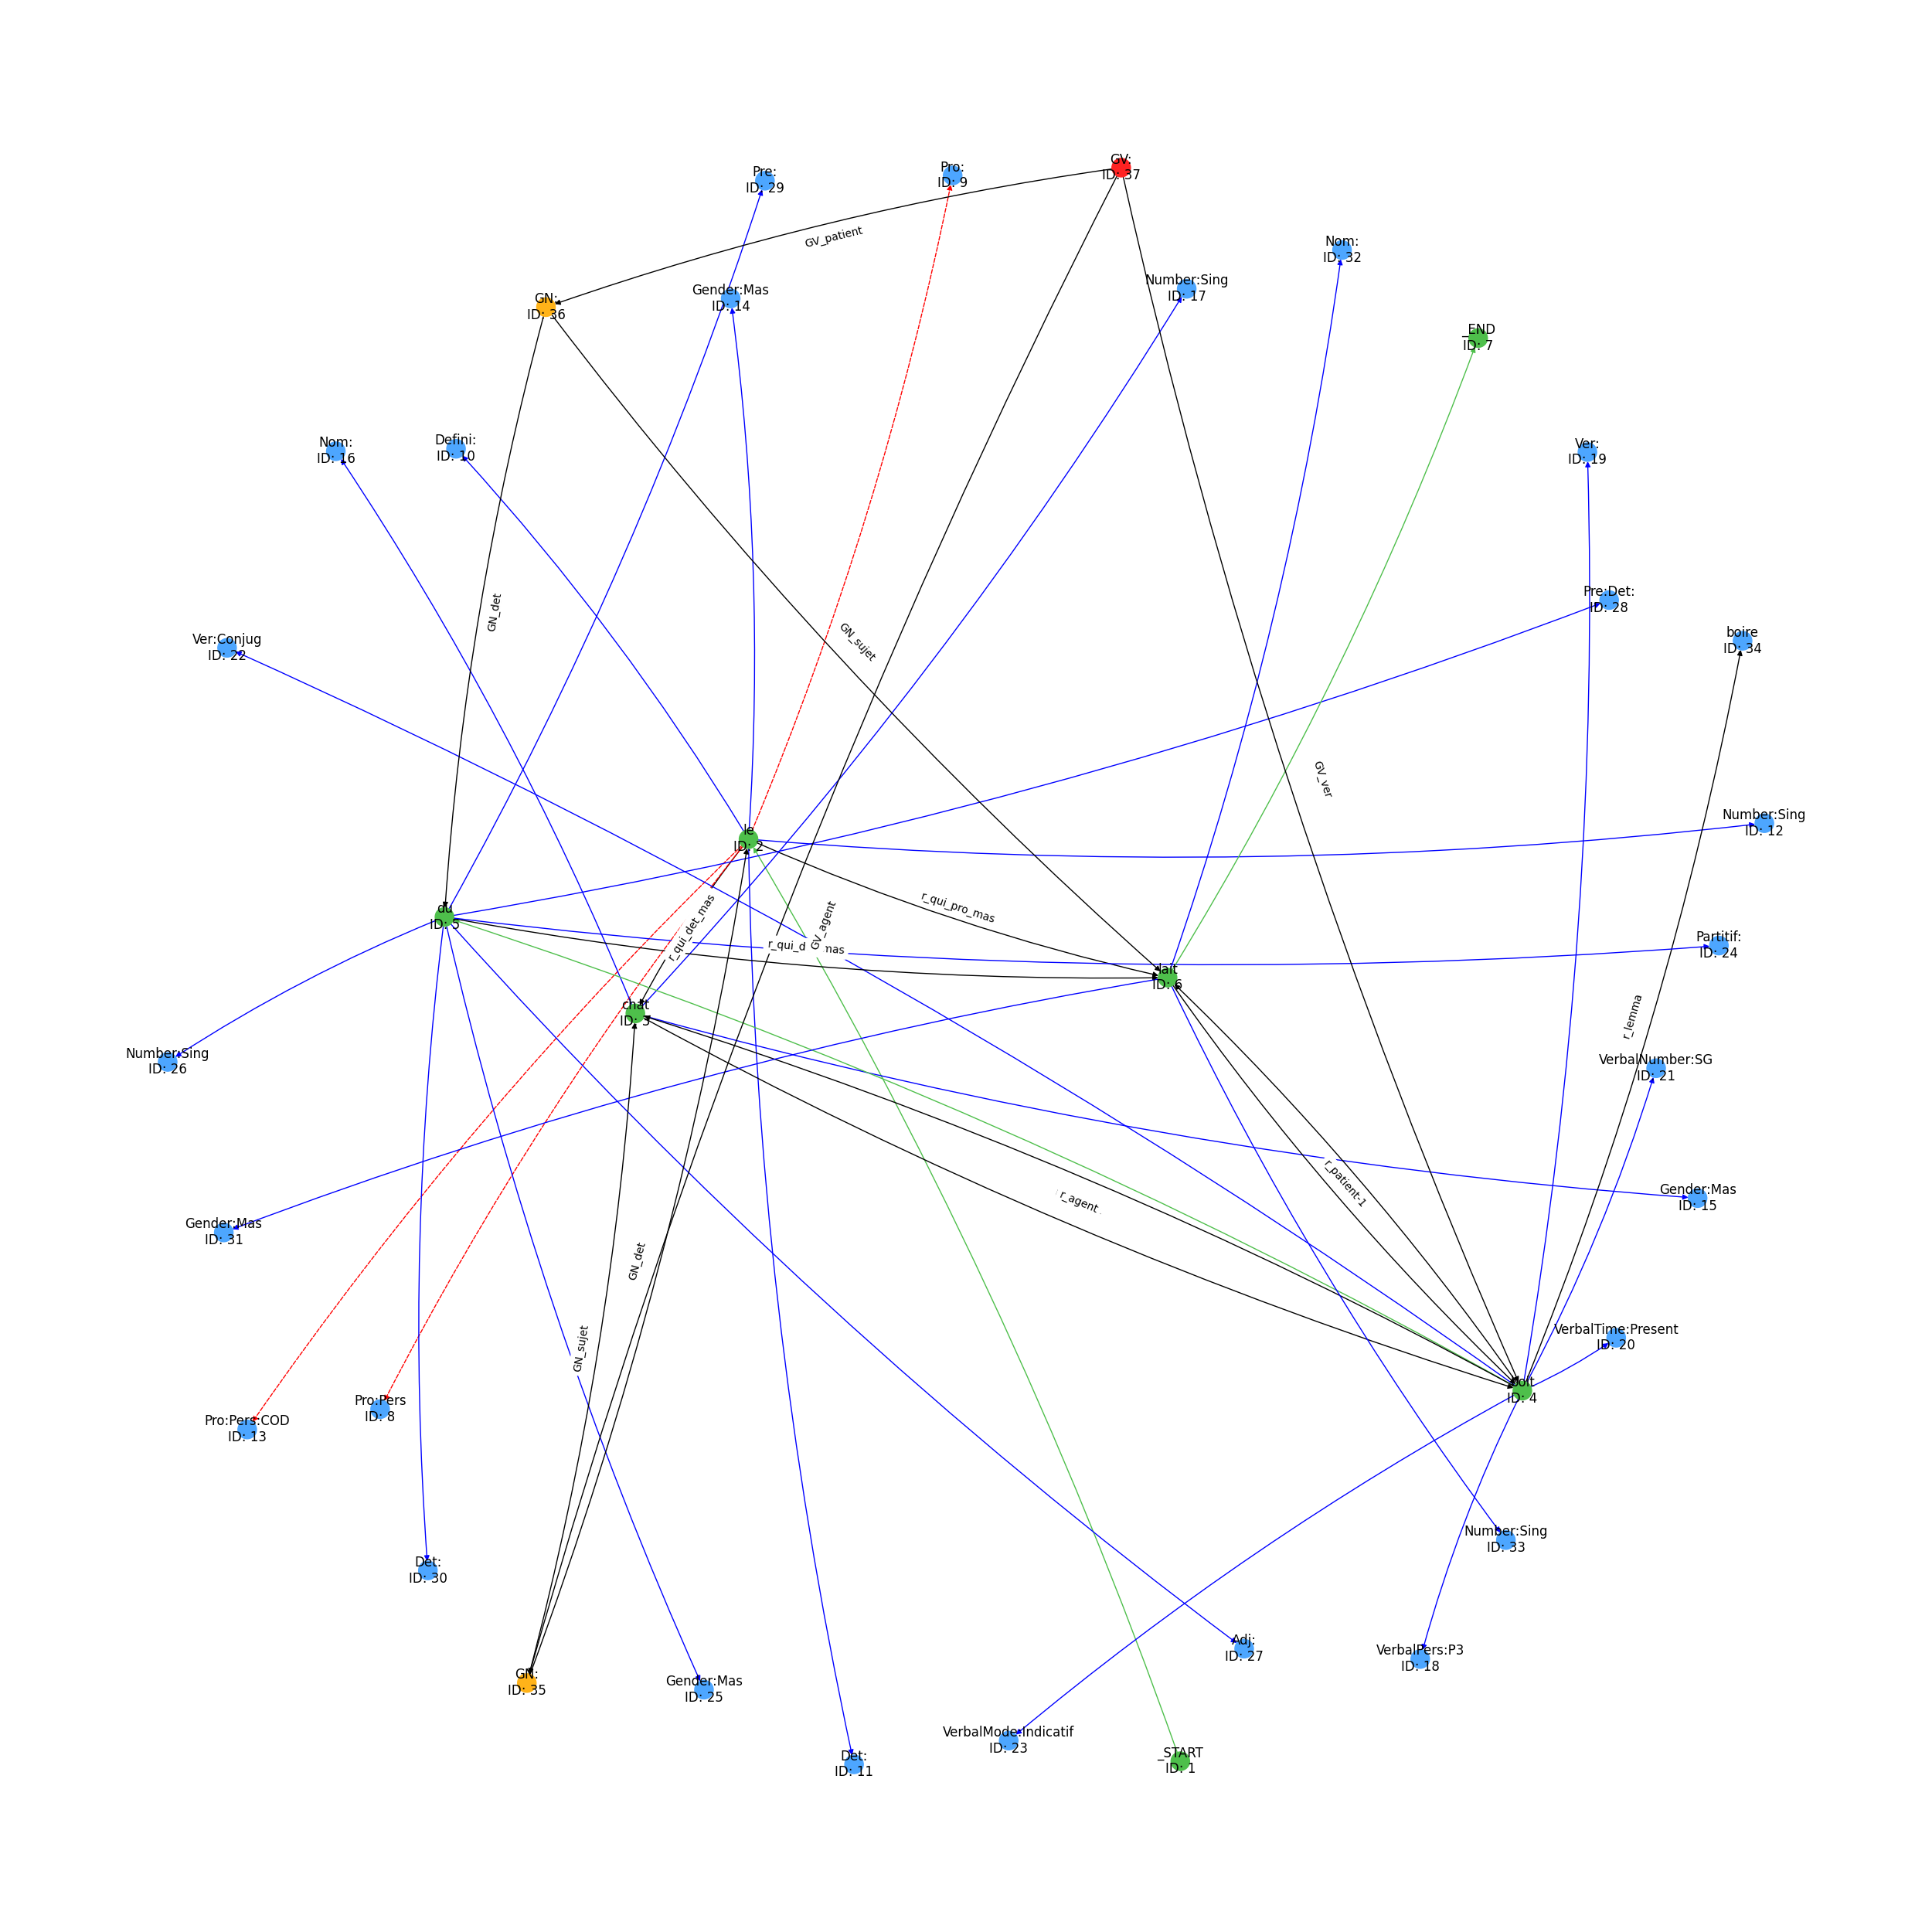 GV:
ID: 37
Pre:
ID: 29
Pro:
ID: 9
GV_patient
Nom:
ID: 32
Number:Sing
ID: 17
Gender:Mas
ID: 14
GN:
ID: 36
_END
ID: 7
Nom:
ID: 16
Defini:
ID: 10
Ver:
ID: 19
GN_det
Pre:Det:
ID: 28
Ver:Conjug
ID: 22
GN_sujet
boire
ID: 34
GV_ver
Number:Sing
ID: 12
le
ID: 2
r_qui_pro_mas
du
ID: 5
r_qui_det_mas
GV_agent
r_qui_d
mas
Partitif:
ID: 24
lait
ID: 6
chat
ID: 3
r_lemma
Number:Sing
ID: 26
VerbalNumber:SG
ID: 21
r_patient-1
r_agent
Gender:Mas
ID: 15
Gender:Mas
ID: 31
GN_det
VerbalTime:Present
ID: 20
GN_sujet
boit
ID: 4
Pro:Pers
ID: 8
Pro:Pers:COD
ID: 13
Number:Sing
ID: 33
Det:
ID: 30
Adj:
ID: 27
VerbalPers:P3
ID: 18
GN:
ID: 35
Gender:Mas
ID: 25
VerbalMode:Indicatif
ID: 23
Det:
ID: 11
_START
ID: 1